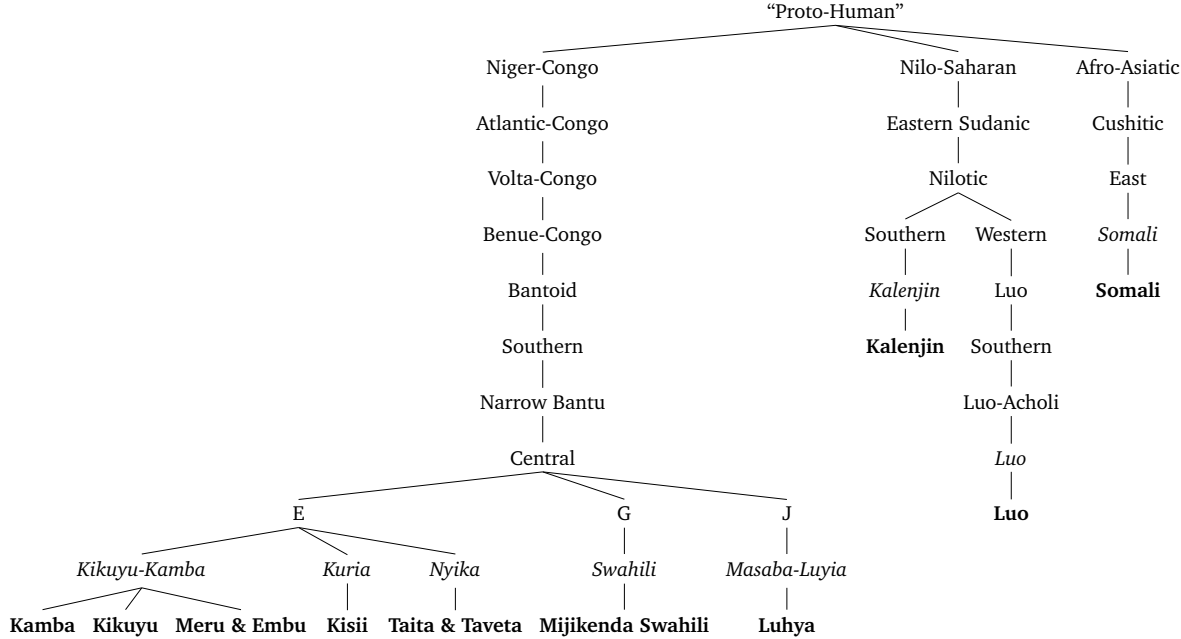 “Proto-Human”
Niger-Congo Nilo-Saharan Afro-Asiatic
Atlantic-Congo Eastern Sudanic Cushitic
Volta-Congo Nilotic East
Benue-Congo Southern Western Somali
Bantoid Kalenjin Luo Somali
Southern Kalenjin Southern
Narrow Bantu Luo-Acholi
Central Luo
E G J Luo
Kikuyu-Kamba Kuria Nyika Swahili Masaba-Luyia
Kamba Kikuyu Meru & Embu Kisii Taita & Taveta Mijikenda Swahili Luhya